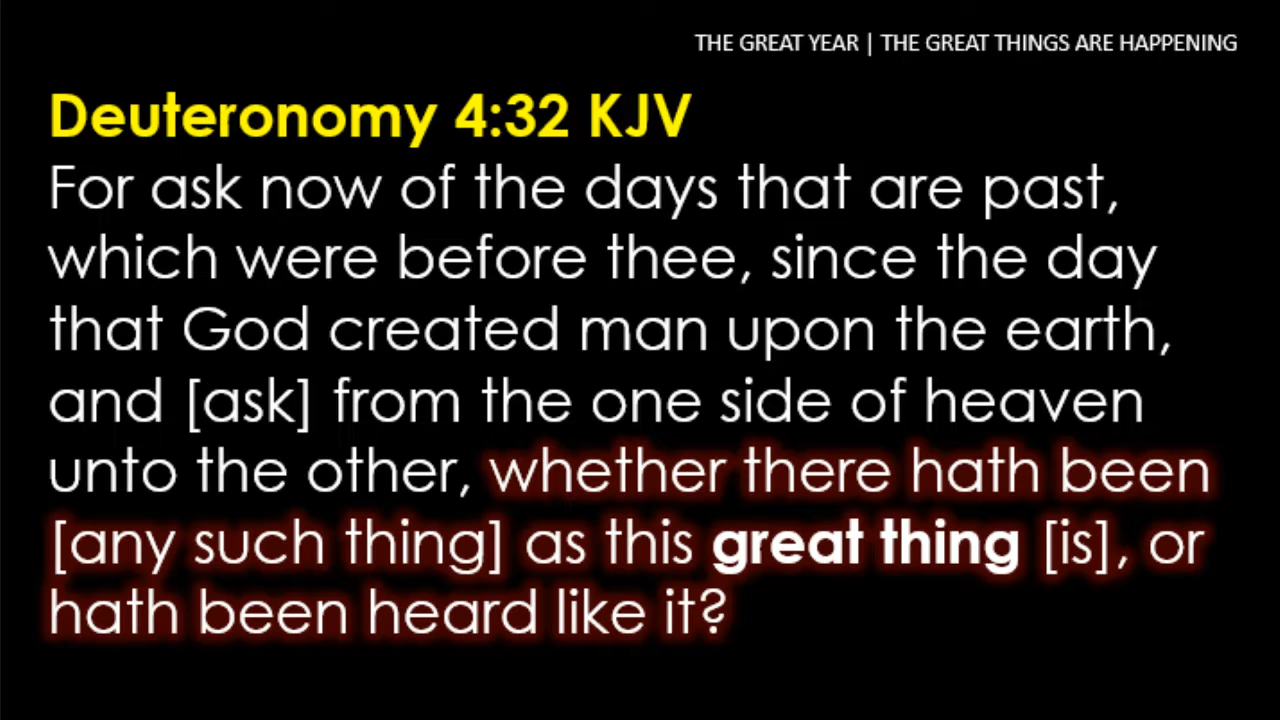 THE GREAT YEAR | THE GREAT THINGS ARE HAPPENING
Deuteronomy 4:32 KJV
For ask now of the days that are past,
which were before thee, since the day
that God created man upon the earth,
and [ask] from the one side of heaven
unto the other, whether there hath been
[any such thing] as this great thing [is], or
hath been heard like it?